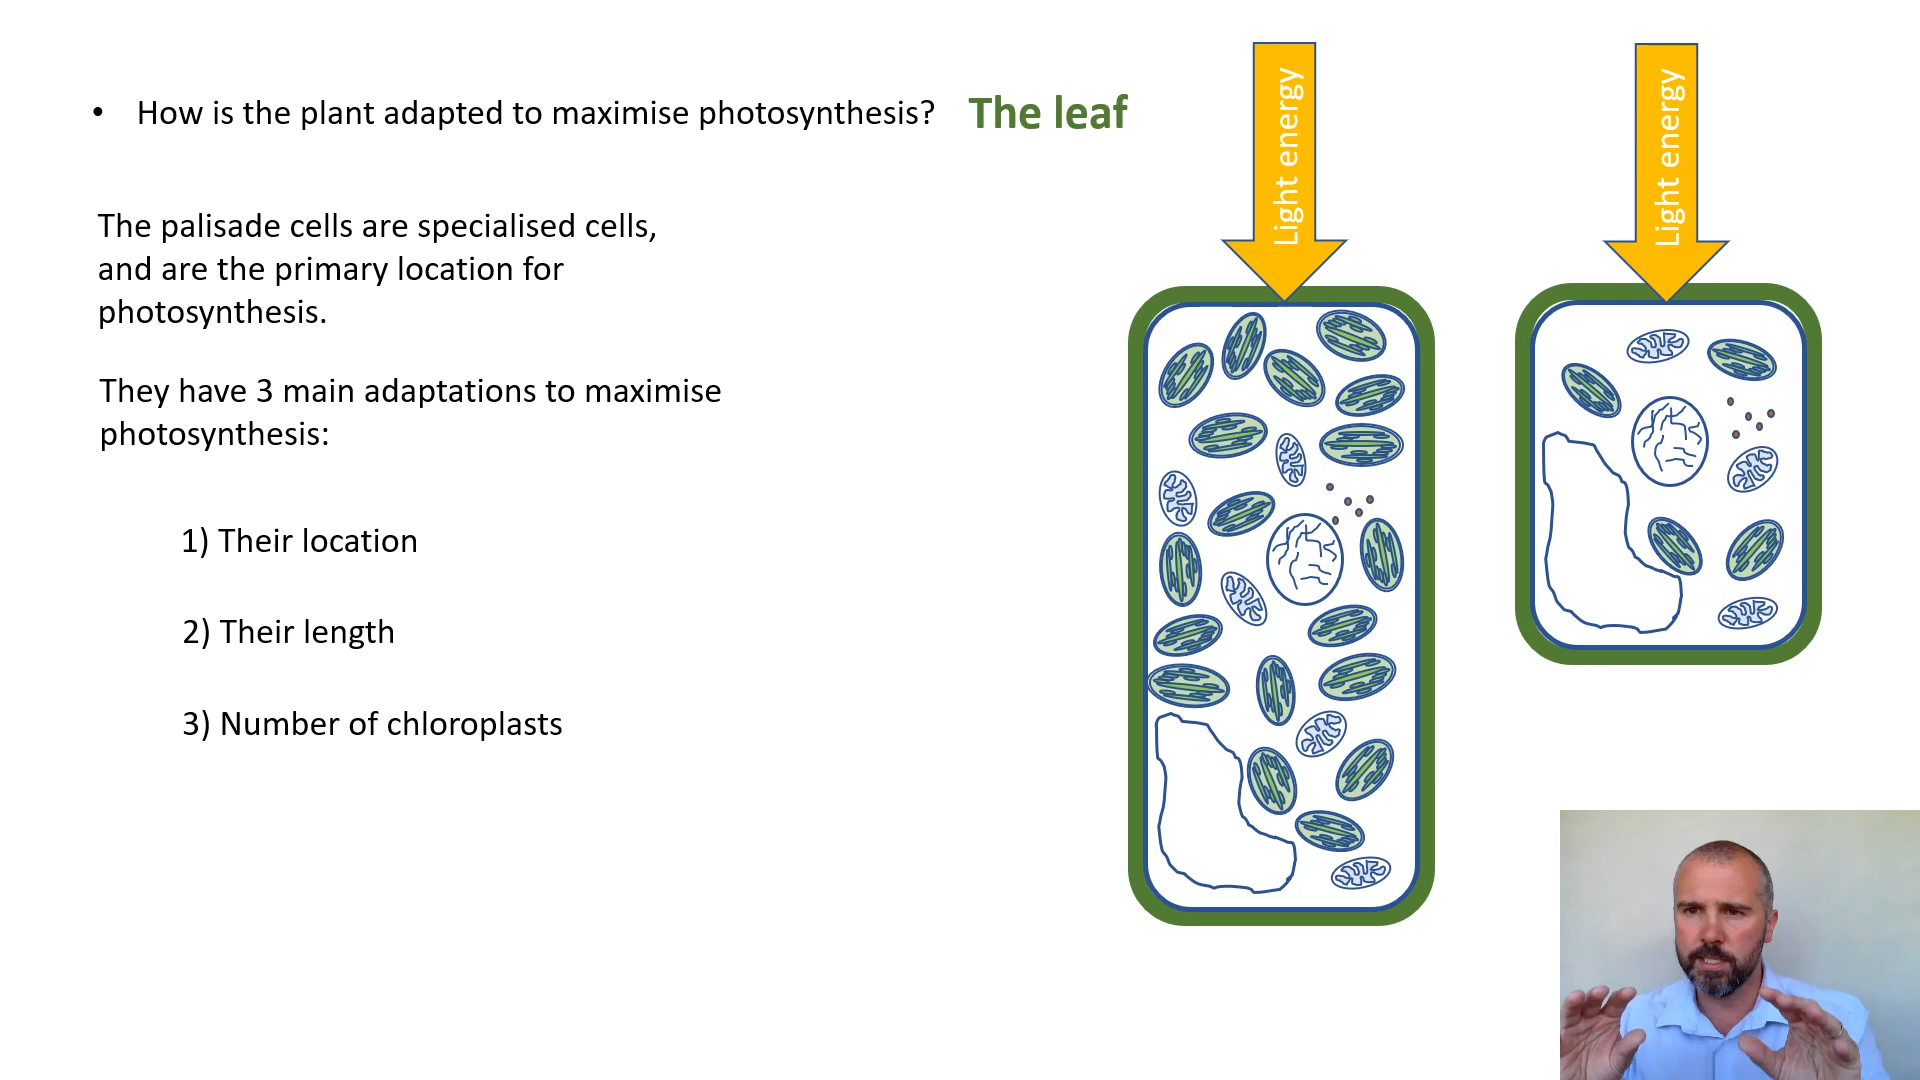 • How is the plant adapted to maximise photosynthesis? The leaf
The palisade cells are specialised cells,
and are the primary location for
photosynthesis.
They have 3 main adaptations to maximise
photosynthesis:
1) Their location
2) Their length
3) Number of chloroplasts
Light energy
Light energy